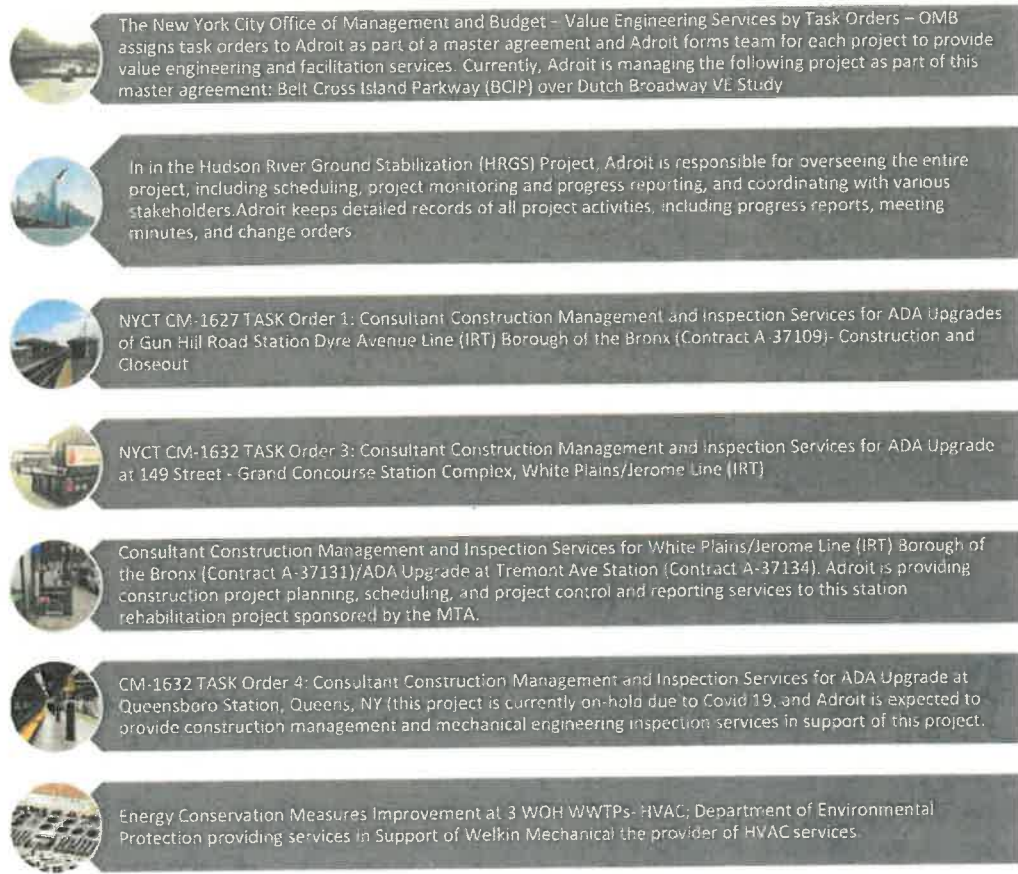 The New York City Office of Management and Budget – Value Engineering Services by Task Orders – OMB
assigns task orders to Adroit as part of a master agreement and Adroit forms team for each project to provide
value engineering and facilitation services. Currently, Adroit is managing the following project as part of this
master agreement: Belt Cross Island Parkway (BCIP) over Dutch Broadway VE Study
In in the Hudson River Ground Stabilization (HRGS) Project, Adroit is responsible for overseeing the entire
project, including scheduling, project monitoring and progress reporting, and coordinating with various
stakeholders.Adroit keeps detailed records of all project activities, including progress reports, meeting
minutes, and change orders
NYCT CM-1627 TASK Order 1: Consultant Construction Management and Inspection Services for ADA Upgrades
of Gun Hill Road Station Dyre Avenue Line (IRT) Borough of the Bronx (Contract A-37109)- Construction and
Closeout
NYCT CM-1632 TASK Order 3: Consultant Construction Management and Inspection Services for ADA Upgrade
at 149 Street - Grand Concourse Station Complex, White Plains/Jerome Line (IRT)
Consultant Construction Management and Inspection Services for White Plains/Jerome Line (IRT) Borough of
the Bronx (Contract A-37131)/ADA Upgrade at Tremont Ave Station (Contract A-37134). Adroit is providing
construction project planning, scheduling, and project control and reporting services to this station
rehabilitation project sponsored by the MTA.
CM-1632 TASK Order 4: Consultant Construction Management and Inspection Services for ADA Upgrade at
Queensboro Station, Queens, NY (this project is currently on-hold due to Covid 19, and Adroit is expected to
provide construction management and mechanical engineering inspection services in support of this project.
Energy Conservation Measures Improvement at 3 WOH WWTPs- HVAC; Department of Environmental
Protection providing services in Support of Welkin Mechanical the provider of HVAC services.